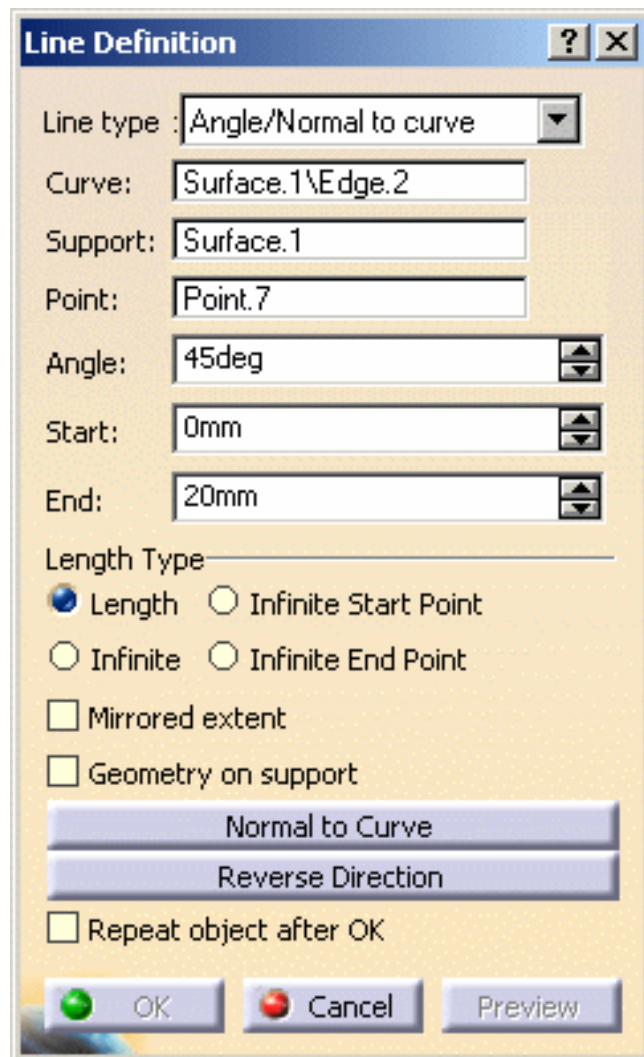 Line Definition
Line type : Angle/Normal to curve
Curve: Surface.1\Edge.2
Support: Surface.1
Point: Point.7
Angle: 45deg
Start: 0mm
End: 20mm
Length Type
Length Infinite Start Point
Infinite Infinite End Point
Mirrored extent
Geometry on support
Normal to Curve
Reverse Direction
Repeat object after OK
OK Cancel Preview